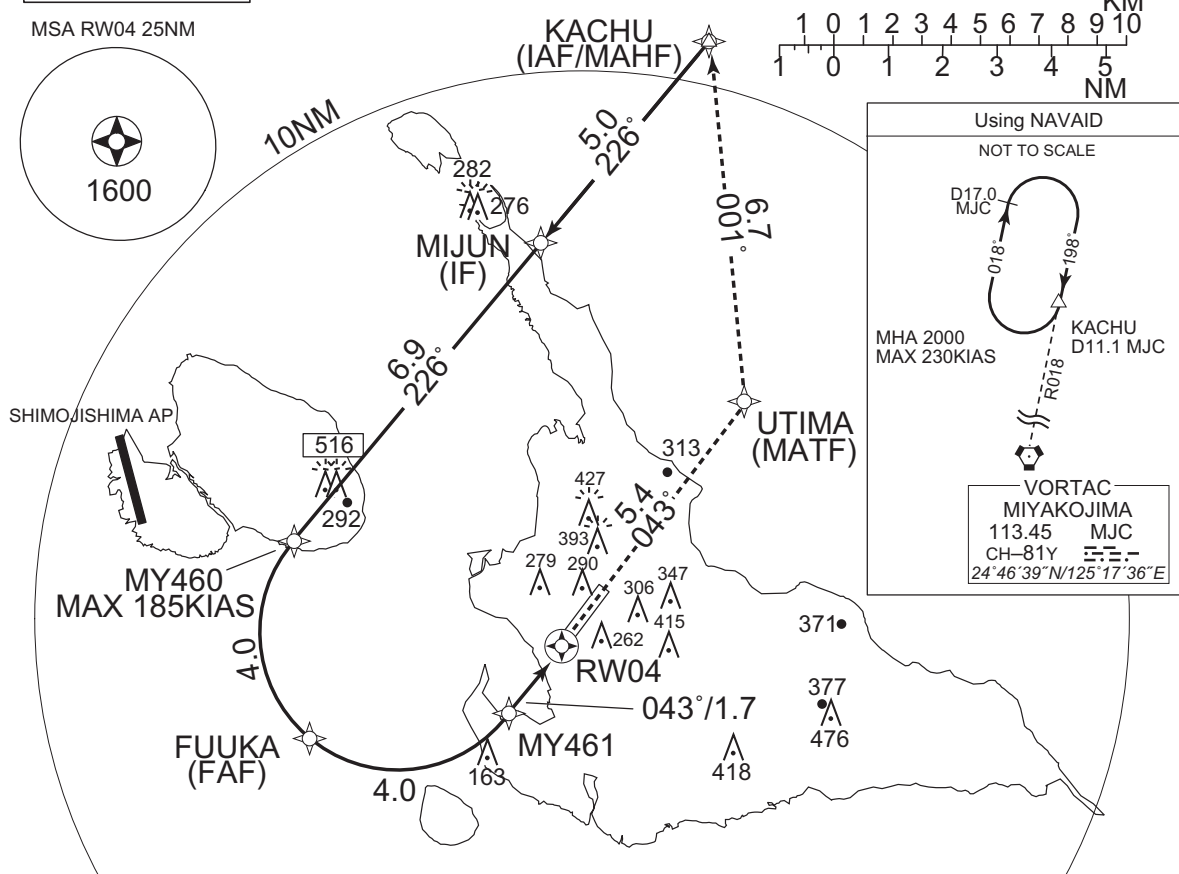 MSA RW04 25NM
1600
10NM
KACHU
(IAF/MAHF)
KM
1 0 1 2 3 4 5 6 7 8 9 10
1 0 1 2 3 4 5
NM
5.0
226°
6.7
001°
282
276
MIJUN
(IF)
6.9
226°
Using NAVAID
NOT TO SCALE
D17.0
MJC
018°
198°
MHA 2000
MAX 230KIAS
KACHU
D11.1 MJC
R018
VORTAC
MIYAKOJIMA
113.45 MJC
CH–81Y
24°46′39″N/125°17′36″E
SHIMOJISHIMA AP
516
292
UTIMA
(MATF)
313
427
393
5.4
043°
279
290
306
347
415
262
371
MY460
MAX 185KIAS
4.0
RW04
043°/1.7
377
476
FUUKA
(FAF)
MY461
163
418
4.0